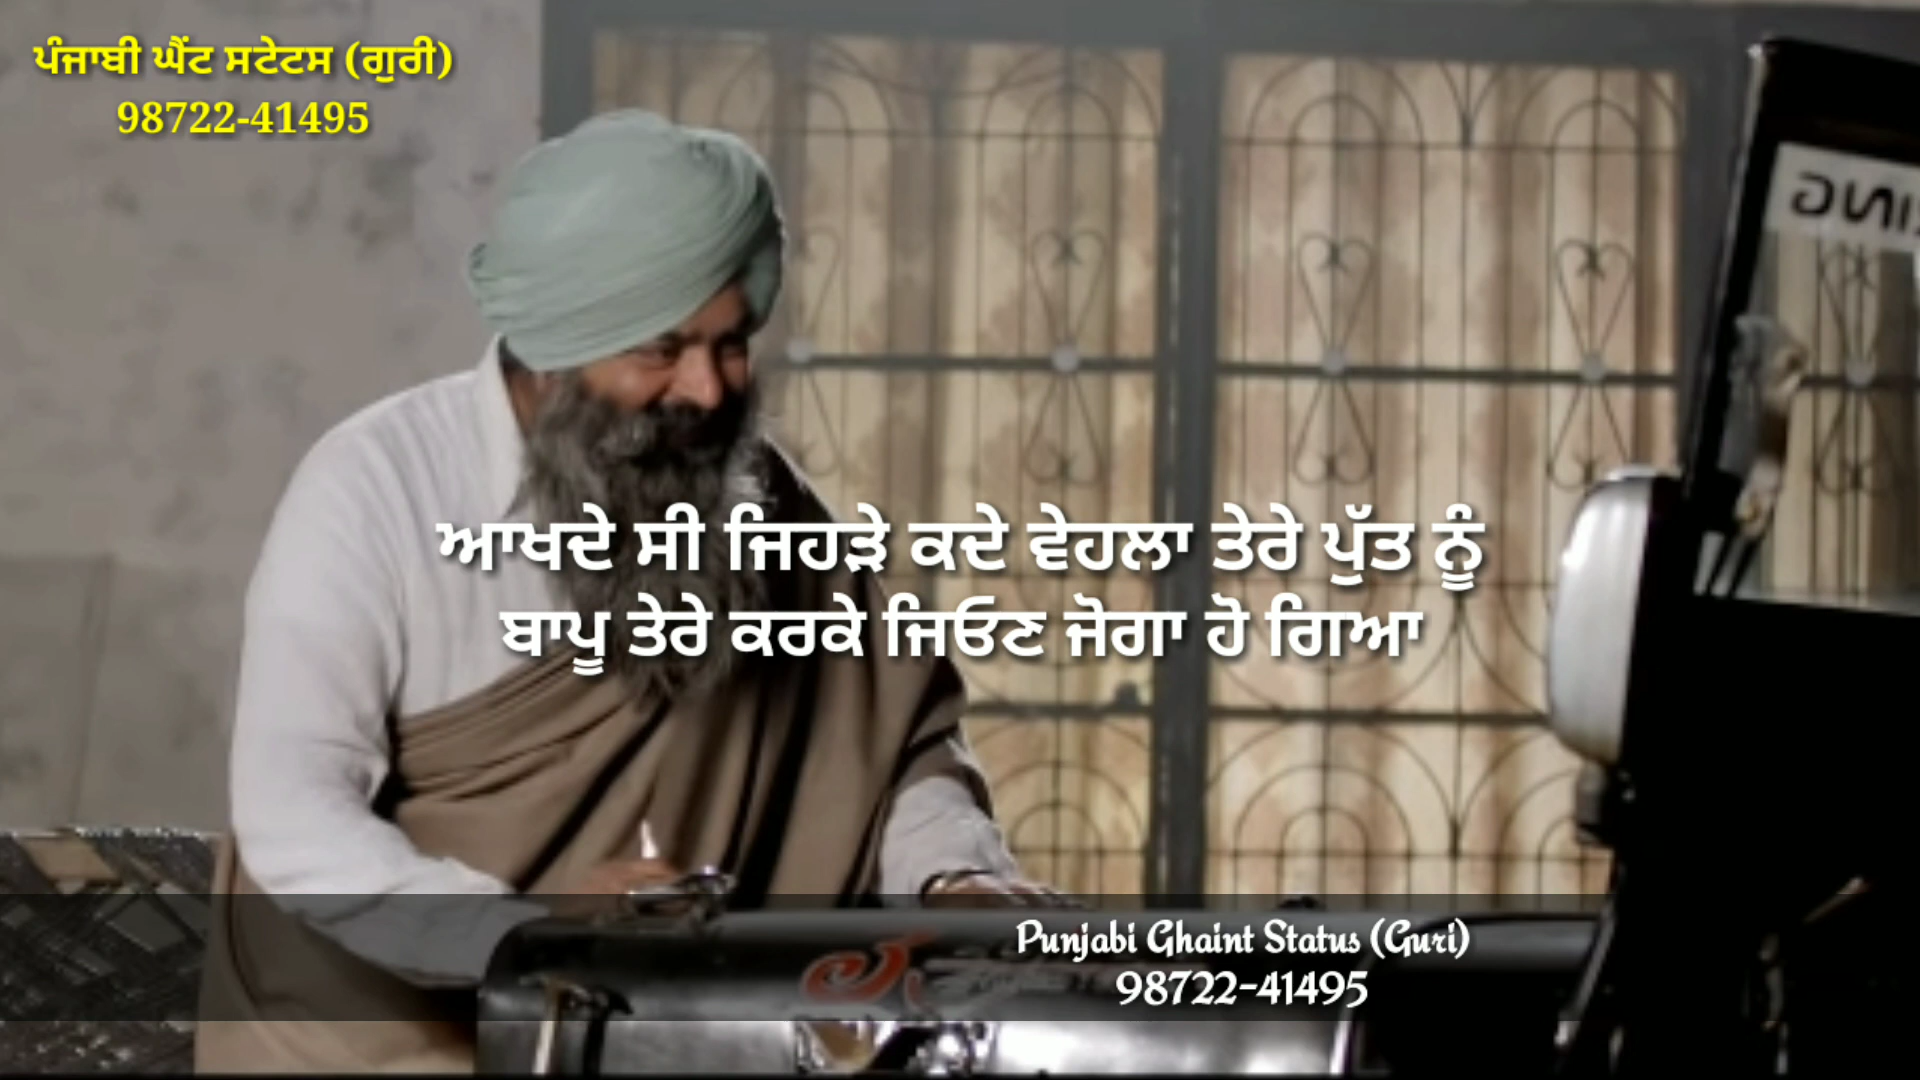 ਪੰਜਾਬੀ ਘੈਂਟ ਸਟੇਟਸ (ਗੁਰੀ)
98722-41495
ਆਖਦੇ ਸੀ ਜਿਹੜੇ ਕਦੇ ਵੇਹਲਾ ਤੇਰੇ ਪੁੱਤ ਨੂੰ
ਬਾਪੂ ਤੇਰੇ ਕਰਕੇ ਜਿਓਣ ਜੋਗਾ ਹੋ ਗਿਆ
Punjabi Ghaint Status (Guri)
98722-41495